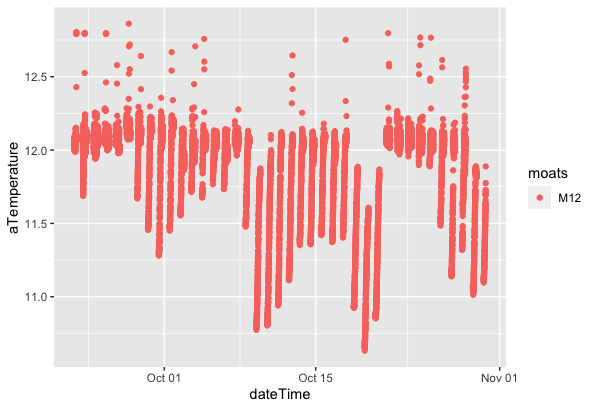 12.5
12.0
11.5
11.0
aTemperature
Oct 01
Oct 15
Nov 01
dateTime
moats
M12